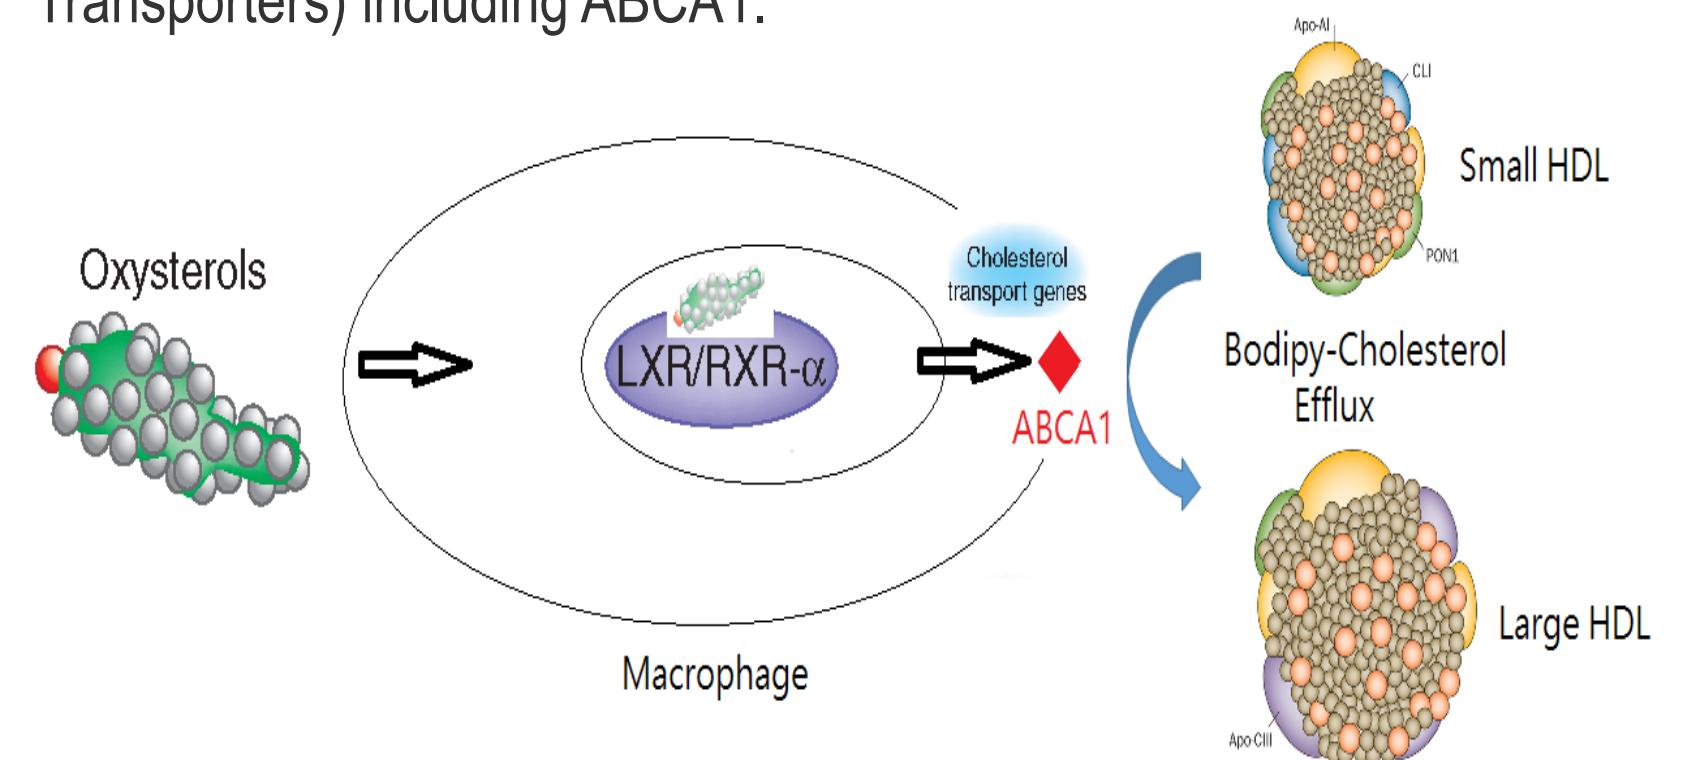 Transporters) including ABCA1.
Apo-AI
CLI
Small HDL
PON1
Oxysterols
Cholesterol
transport genes
LXR/RXR-α
ABCA1
Bodipy-Cholesterol
Efflux
Large HDL
Macrophage
Apo-CIII